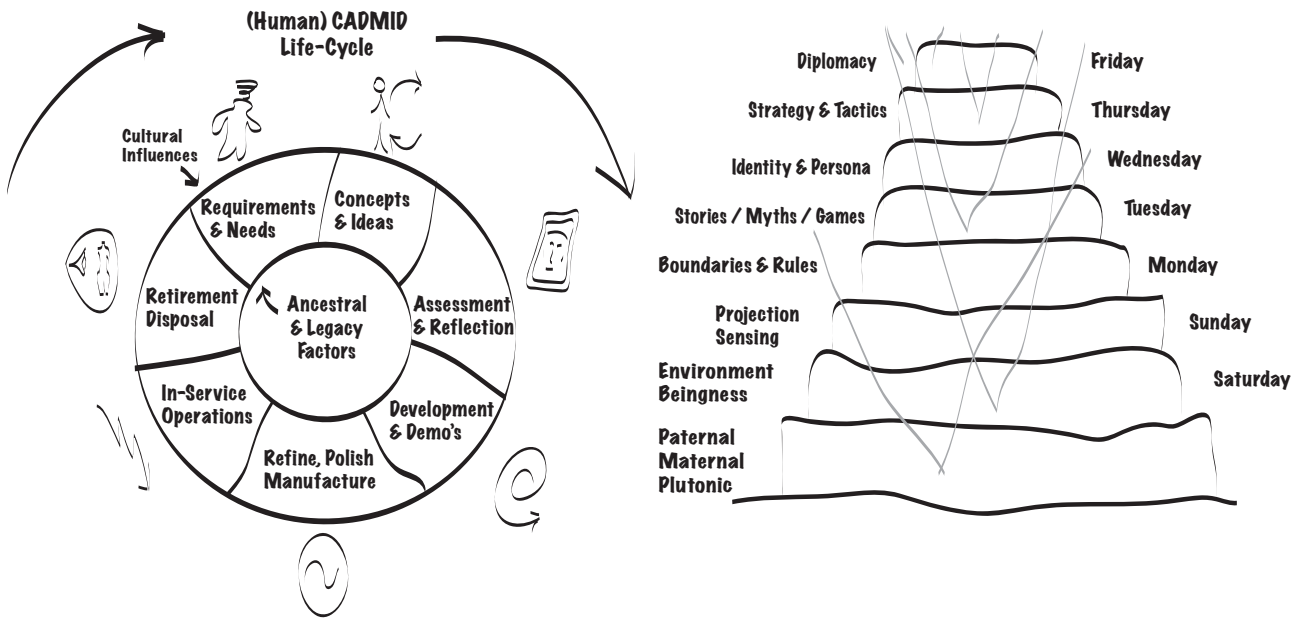 (Human) CADMID
Life-Cycle
Cultural
Influences
Requirements
& Needs
Concepts
& Ideas
Retirement
Disposal
Ancestral
& Legacy
Factors
Assessment
& Reflection
In-Service
Operations
Development
& Demo's
Refine, Polish
Manufacture
Diplomacy
Friday
Strategy & Tactics
Thursday
Identity & Persona
Wednesday
Stories / Myths / Games
Tuesday
Boundaries & Rules
Monday
Projection
Sensing
Sunday
Environment
Beingness
Saturday
Paternal
Maternal
Plutonic